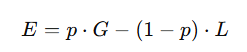 E = p · G − (1 − p) · L